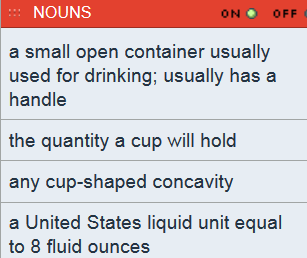 NOUNS ON OFF
a small open container usually
used for drinking; usually has a
handle
the quantity a cup will hold
any cup-shaped concavity
a United States liquid unit equal
to 8 fluid ounces